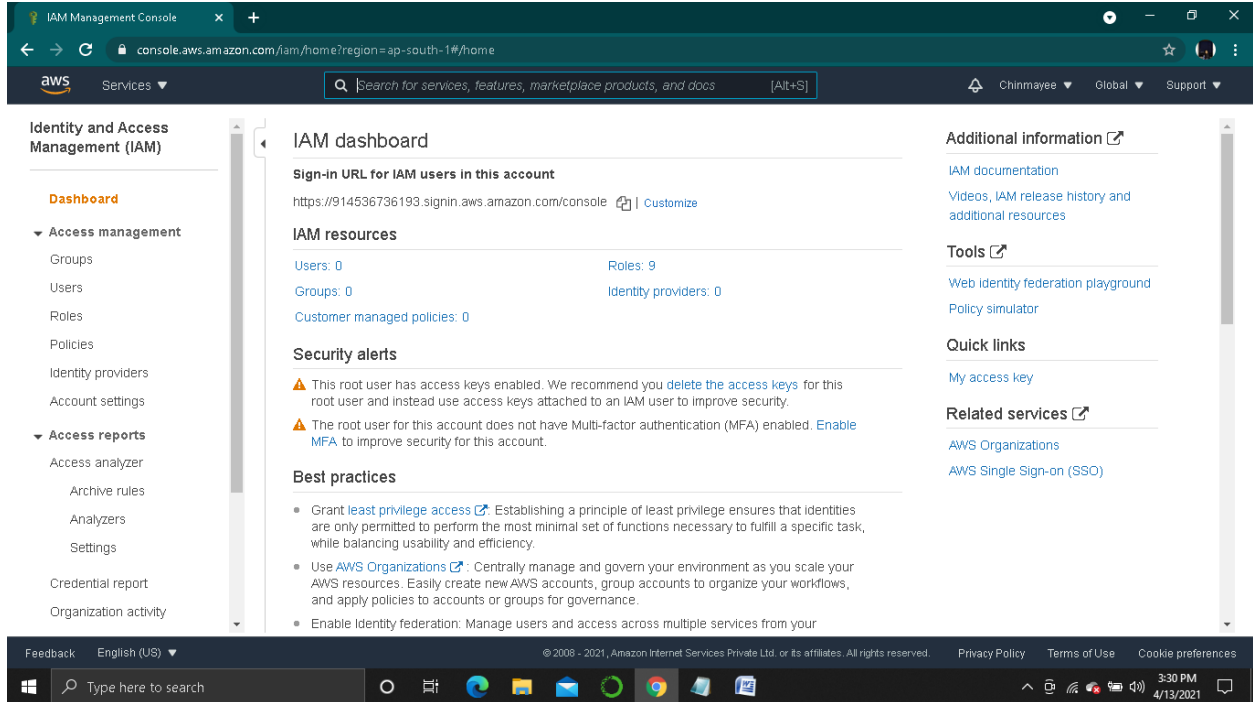 IAM Management Console
console.aws.amazon.com/iam/home?region=ap-south-1#/home
aws Services Search for services, features, marketplace products, and docs [Alt+S] Chinmayee Global Support
Identity and Access
Management (IAM)
Dashboard
Access management
Groups
Users
Roles
Policies
Identity providers
Account settings
Access reports
Access analyzer
Archive rules
Analyzers
Settings
Credential report
Organization activity
IAM dashboard
Sign-in URL for IAM users in this account
https://914536736193.signin.aws.amazon.com/console | Customize
IAM resources
Users: 0 Roles: 9
Groups: 0 Identity providers: 0
Customer managed policies: 0
Security alerts
This root user has access keys enabled. We recommend you delete the access keys for this
root user and instead use access keys attached to an IAM user to improve security.
The root user for this account does not have Multi-factor authentication (MFA) enabled. Enable
MFA to improve security for this account.
Best practices
Grant least privilege access : Establishing a principle of least privilege ensures that identities
are only permitted to perform the most minimal set of functions necessary to fulfill a specific task,
while balancing usability and efficiency.
Use AWS Organizations : Centrally manage and govern your environment as you scale your
AWS resources. Easily create new AWS accounts, group accounts to organize your workflows,
and apply policies to accounts or groups for governance.
Enable Identity federation: Manage users and access across multiple services from your
Additional information
IAM documentation
Videos, IAM release history and
additional resources
Tools
Web identity federation playground
Policy simulator
Quick links
My access key
Related services
AWS Organizations
AWS Single Sign-on (SSO)
Feedback English (US) © 2008 - 2021, Amazon Internet Services Private Ltd. or its affiliates. All rights reserved. Privacy Policy Terms of Use Cookie preferences
Type here to search
3:30 PM
4/13/2021